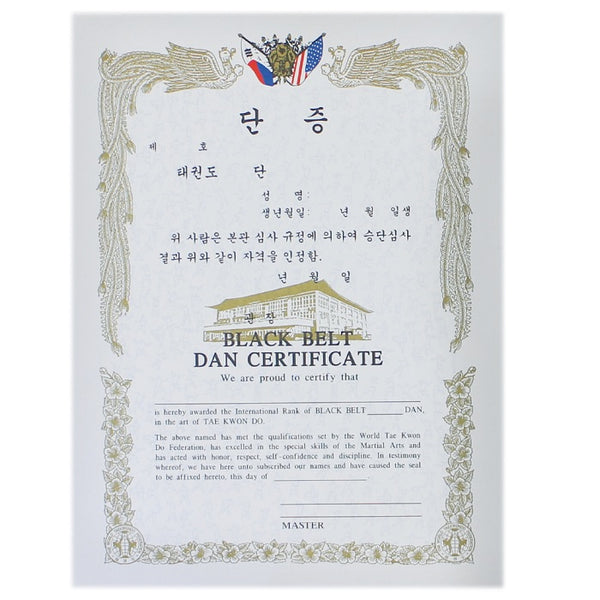 단 증
제 호
태권도 단
성 명:
생년월일: 년 월 일생
위 사람은 본관 심사 규정에 의하여 승단심사
결과 위와 같이 자격을 인정함.
년 월 일
관 장
BLACK BELT
DAN CERTIFICATE
We are proud to certify that
is hereby awarded the International Rank of BLACK BELT________DAN,
in the art of TAE KWON DO.
The above named has met the qualifications set by the World Tae Kwon
Do Federation, has excelled in the special skills of the Martial Arts and
has acted with honor, respect, self-confidence and discipline. In testimony
whereof, we have here unto subscribed our names and have caused the seal
to be affixed hereto, this day of ____________________.
MASTER